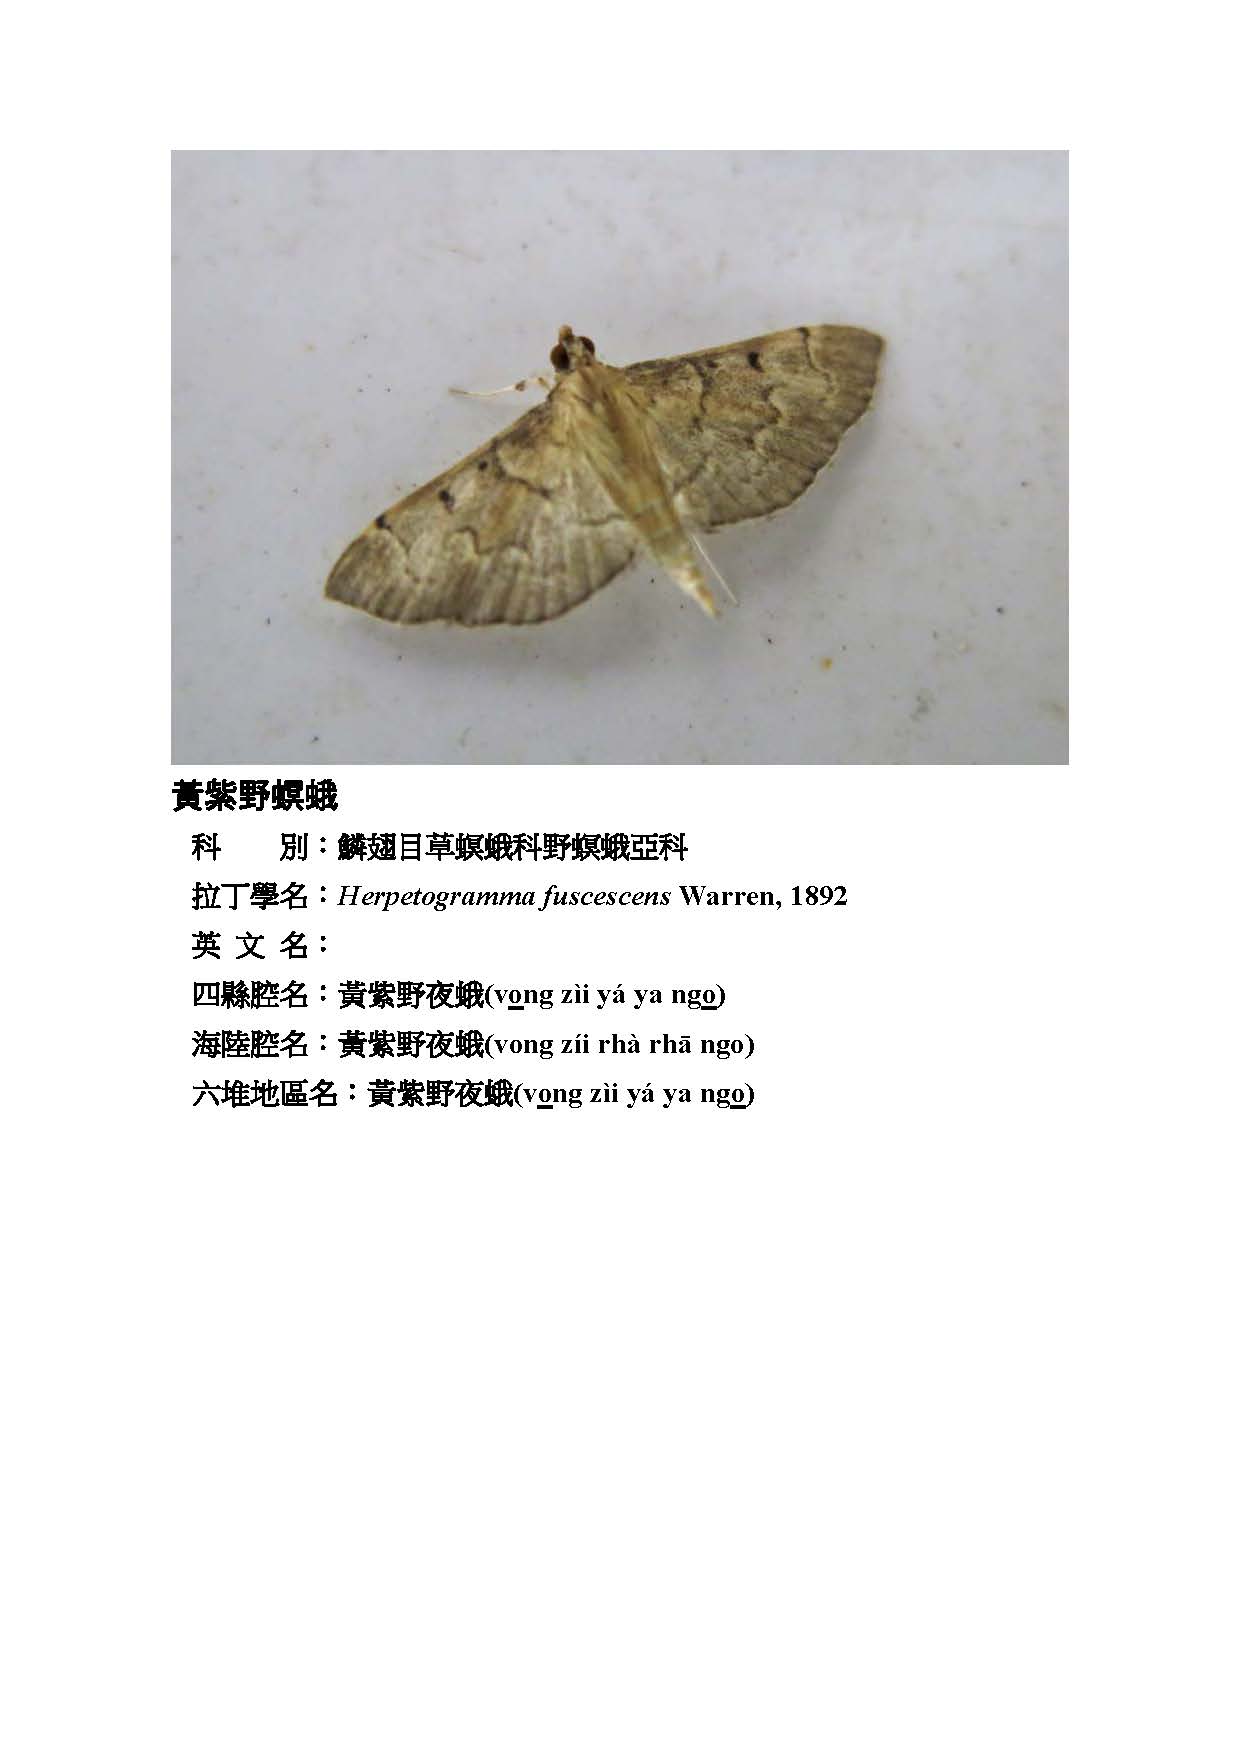 黃紫野螟蛾
科　　別：鱗翅目草螟蛾科野螟蛾亞科
拉丁學名：Herpetogramma fuscescens Warren, 1892
英 文 名：
四縣腔名：黃紫野夜蛾(vong zìi yá ya ngo)
海陸腔名：黃紫野夜蛾(vong zíi rhà rhā ngo)
六堆地區名：黃紫野夜蛾(vong zìi yá ya ngo)